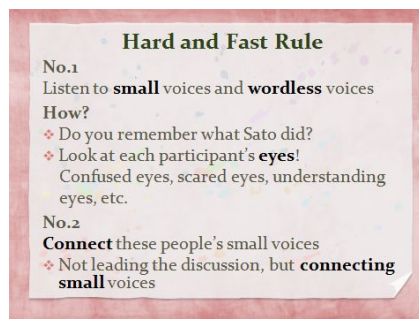 Hard and Fast Rule
No.1
Listen to small voices and wordless voices
How?
❖ Do you remember what Sato did?
❖ Look at each participant's eyes!
Confused eyes, scared eyes, understanding
eyes, etc.
No.2
Connect these people's small voices
❖ Not leading the discussion, but connecting
small voices